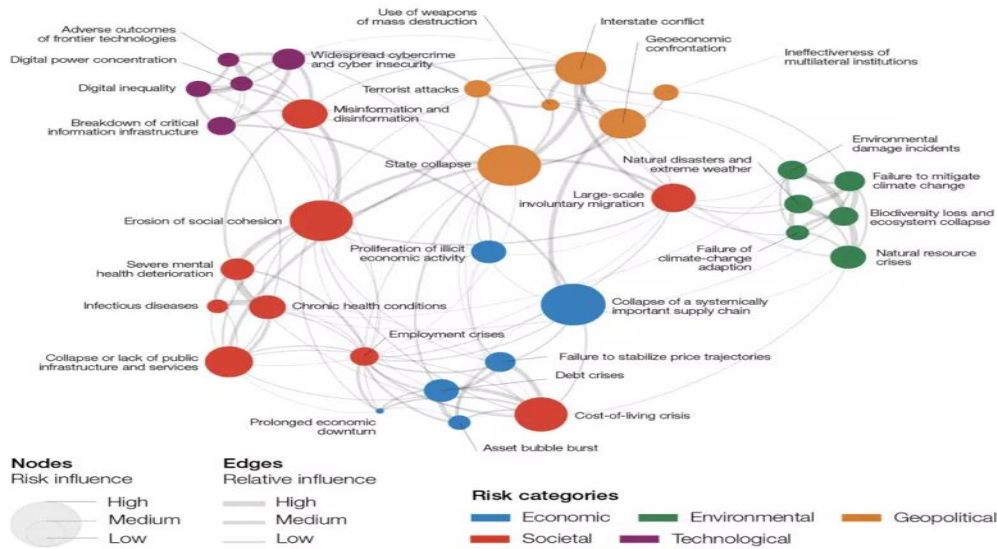 Use of weapons
of mass destruction
Interstate conflict
Adverse outcomes
of frontier technologies
Geoeconomic
confrontation
Ineffectiveness of
multilateral institutions
Digital power concentration
Widespread cybercrime
and cyber insecurity
Digital inequality
Terrorist attacks
Misinformation and
disinformation
Breakdown of critical
information infrastructure
Environmental
damage incidents
State collapse
Natural disasters and
extreme weather
Failure to mitigate
climate change
Large-scale
involuntary migration
Erosion of social cohesion
Biodiversity loss and
ecosystem collapse
Proliferation of illicit
economic activity
Failure of
climate-change
adaption
Natural resource
crises
Severe mental
health deterioration
Infectious diseases
Chronic health conditions
Collapse of a systemically
important supply chain
Employment crises
Collapse or lack of public
infrastructure and services
Failure to stabilize price trajectories
Debt crises
Prolonged economic
downturn
Cost-of-living crisis
Asset bubble burst
Nodes
Risk influence
High
Medium
Low
Edges
Relative influence
High
Medium
Low
Risk categories
Economic
Environmental
Geopolitical
Societal
Technological